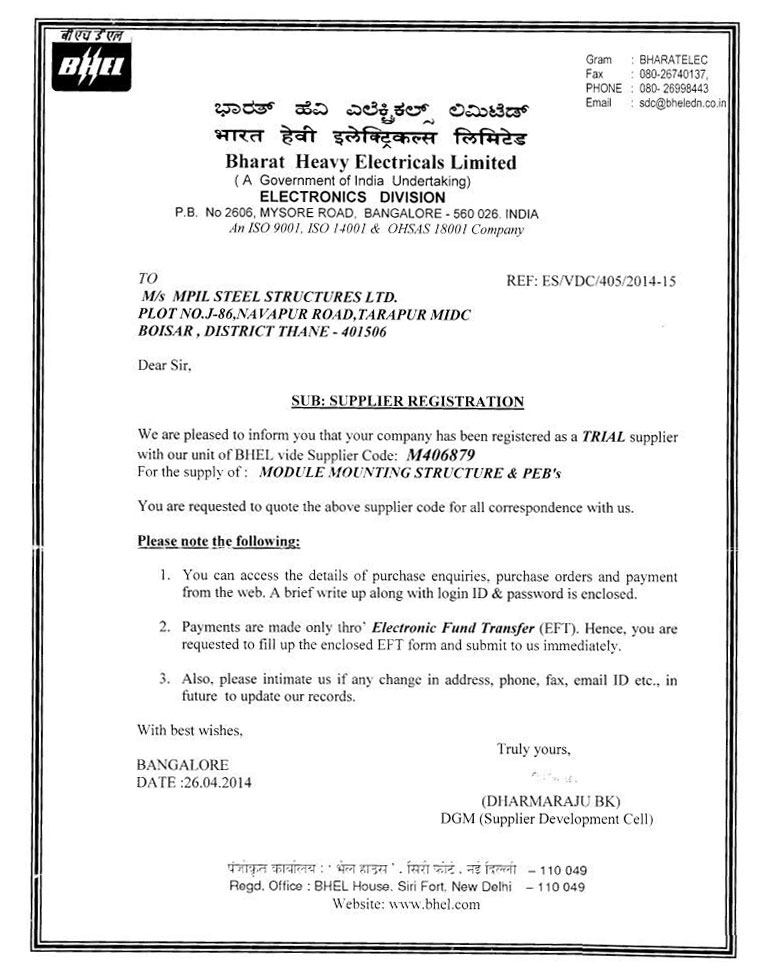 बी एच ई एल
BHEL
Gram : BHARATELEC
Fax : 080-26740137,
PHONE : 080- 26998443
Email : sdc@bheledn.co.in
ಭಾರತ್ ಹೆವಿ ಎಲೆಕ್ಟ್ರಿಕಲ್ಸ್ ಲಿಮಿಟೆಡ್
भारत हेवी इलेक्ट्रिकल्स लिमिटेड
Bharat Heavy Electricals Limited
( A Government of India Undertaking)
ELECTRONICS DIVISION
P.B. No 2606, MYSORE ROAD, BANGALORE - 560 026. INDIA
An ISO 9001, ISO 14001 & OHSAS 18001 Company
TO
REF: ES/VDC/405/2014-15
M/s MPIL STEEL STRUCTURES LTD.
PLOT NO.J-86,NAVAPUR ROAD,TARAPUR MIDC
BOISAR , DISTRICT THANE - 401506
Dear Sir,
SUB: SUPPLIER REGISTRATION
We are pleased to inform you that your company has been registered as a TRIAL supplier
with our unit of BHEL vide Supplier Code: M406879
For the supply of : MODULE MOUNTING STRUCTURE & PEB's
You are requested to quote the above supplier code for all correspondence with us.
Please note the following:
1. You can access the details of purchase enquiries, purchase orders and payment
from the web. A brief write up along with login ID & password is enclosed.
2. Payments are made only thro' Electronic Fund Transfer (EFT). Hence, you are
requested to fill up the enclosed EFT form and submit to us immediately.
3. Also, please intimate us if any change in address, phone, fax, email ID etc., in
future to update our records.
With best wishes,
Truly yours,
BANGALORE
DATE :26.04.2014
(DHARMARAJU BK)
DGM (Supplier Development Cell)
पंजीकृत कार्यालय : ' भेल हाउस ' . सिरी फोर्ट . नई दिल्ली – 110 049
Regd. Office : BHEL House. Siri Fort, New Delhi – 110 049
Website: www.bhel.com